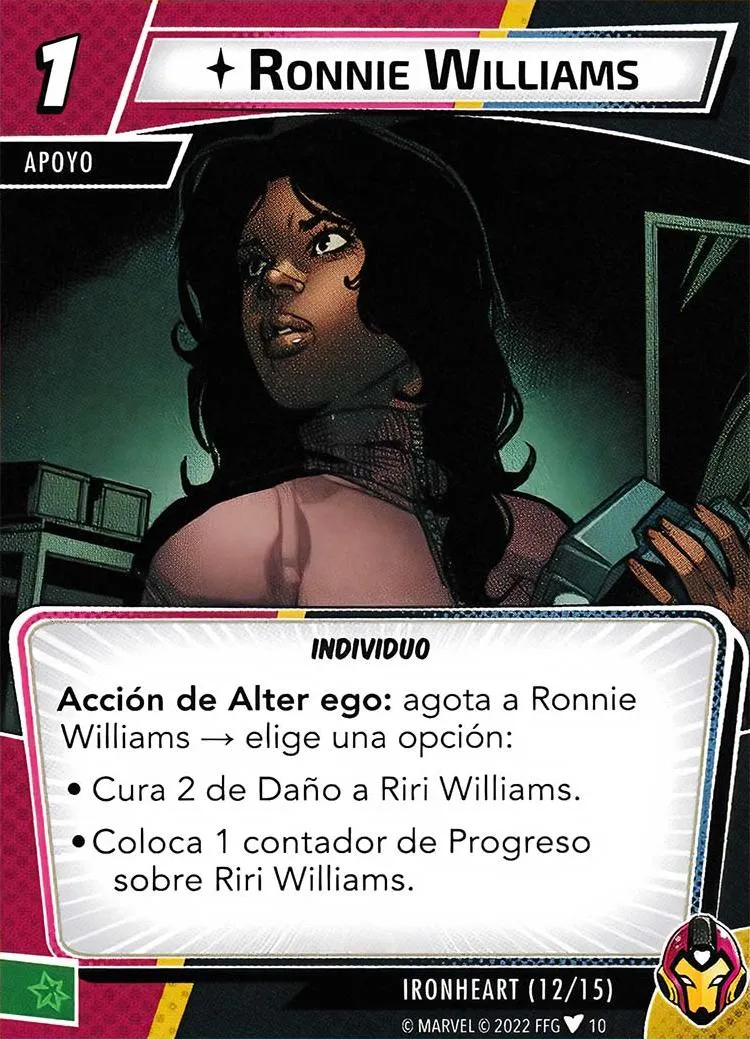 1
RONNIE WILLIAMS
APOYO
INDIVIDUO
Acción de Alter ego: agota a Ronnie
Williams → elige una opción:
• Cura 2 de Daño a Riri Williams.
• Coloca 1 contador de Progreso
sobre Riri Williams.
IRONHEART (12/15)
© MARVEL © 2022 FFG 10